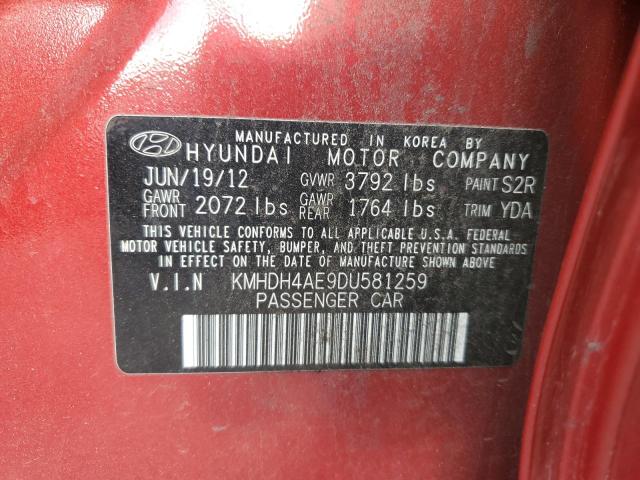 MANUFACTURED IN KOREA BY
HYUNDAI MOTOR COMPANY
JUN/19/12 GVWR 3792 lbs PAINT S2R
GAWR FRONT 2072 lbs GAWR REAR 1764 lbs TRIM YDA
THIS VEHICLE CONFORMS TO ALL APPLICABLE U.S.A. FEDERAL
MOTOR VEHICLE SAFETY, BUMPER, AND THEFT PREVENTION STANDARDS
IN EFFECT ON THE DATE OF MANUFACTURE SHOWN ABOVE.
V.I.N KMHDH4AE9DU581259
PASSENGER CAR